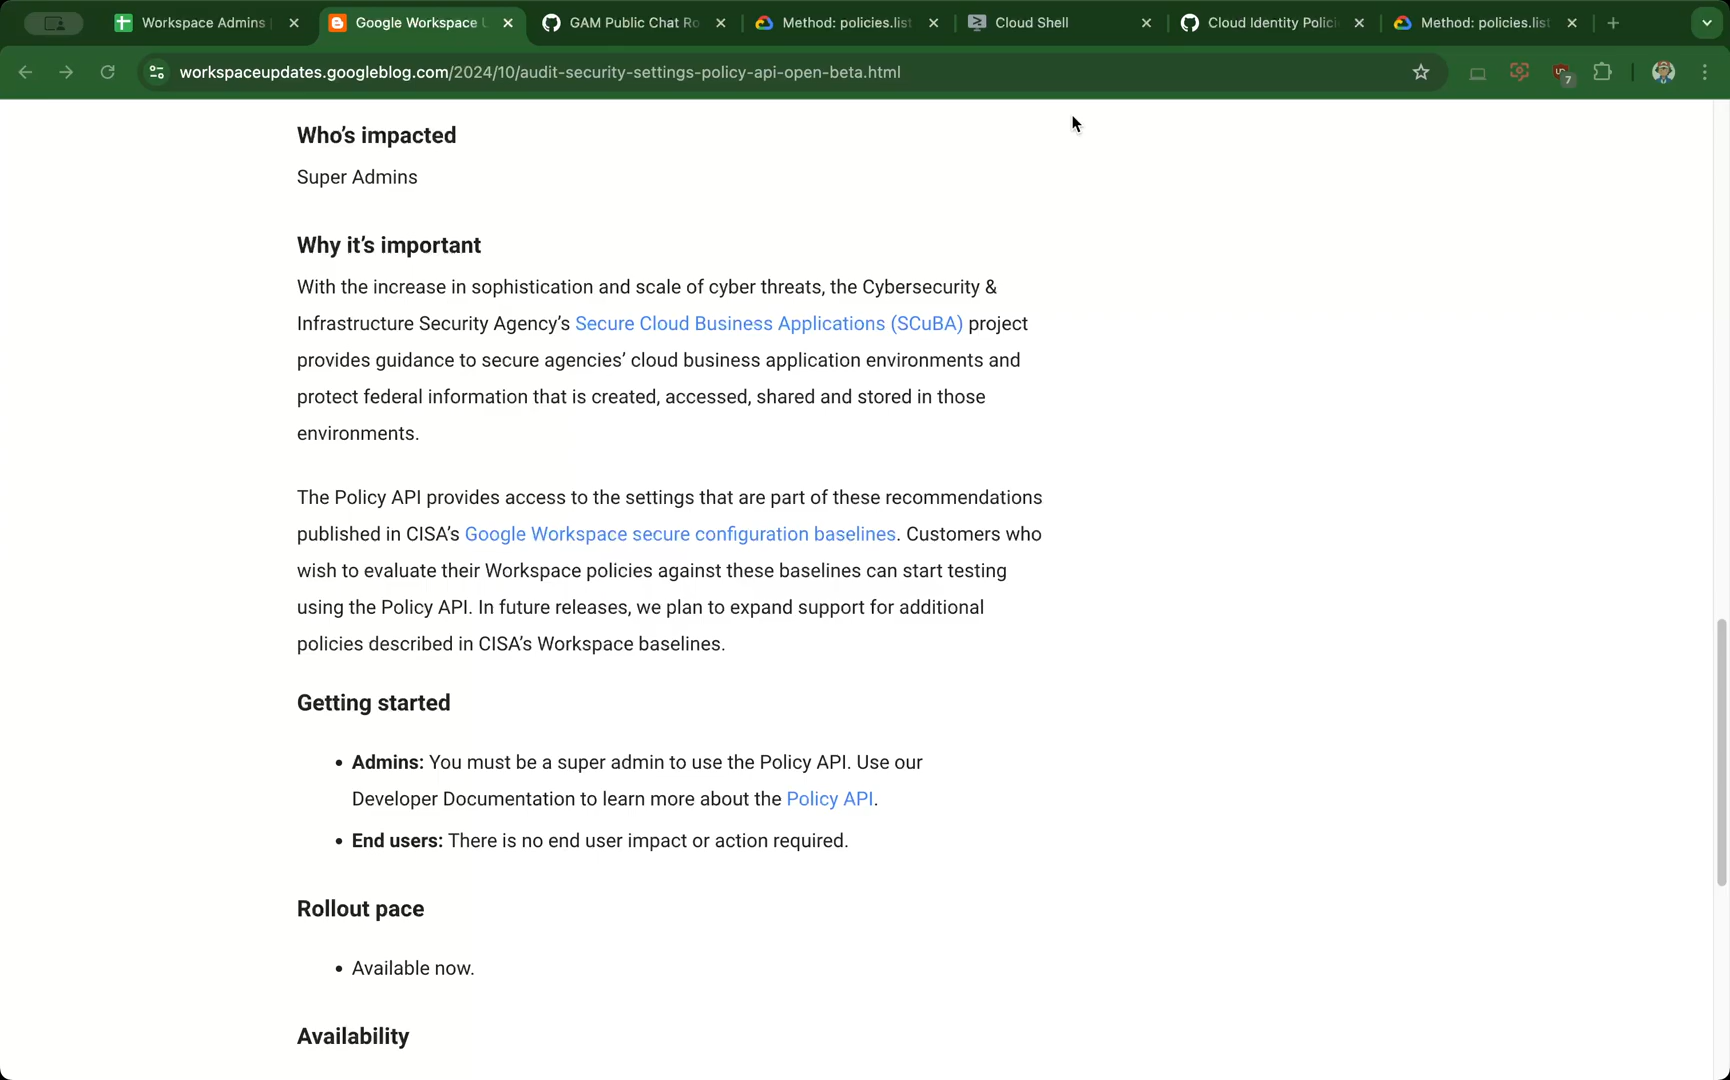 Workspace Admins
Google Workspace U
GAM Public Chat Ro
Method: policies.list
Cloud Shell
Cloud Identity Polici
Method: policies.list
workspaceupdates.googleblog.com/2024/10/audit-security-settings-policy-api-open-beta.html
7
Who’s impacted
Super Admins
Why it’s important
With the increase in sophistication and scale of cyber threats, the Cybersecurity &
Infrastructure Security Agency’s Secure Cloud Business Applications (SCuBA) project
provides guidance to secure agencies’ cloud business application environments and
protect federal information that is created, accessed, shared and stored in those
environments.
The Policy API provides access to the settings that are part of these recommendations
published in CISA’s Google Workspace secure configuration baselines. Customers who
wish to evaluate their Workspace policies against these baselines can start testing
using the Policy API. In future releases, we plan to expand support for additional
policies described in CISA’s Workspace baselines.
Getting started
• Admins: You must be a super admin to use the Policy API. Use our
Developer Documentation to learn more about the Policy API.
• End users: There is no end user impact or action required.
Rollout pace
• Available now.
Availability